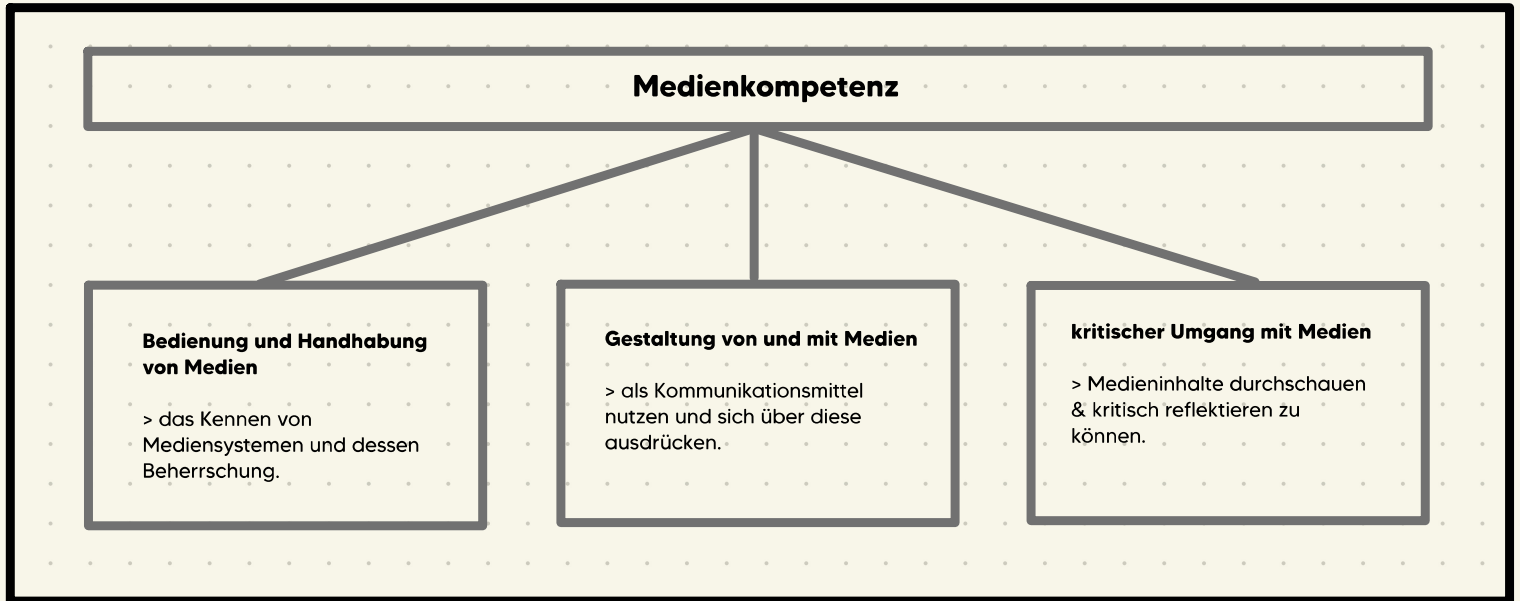 Medienkompetenz
Bedienung und Handhabung
von Medien
> das Kennen von
Mediensystemen und dessen
Beherrschung.
Gestaltung von und mit Medien
> als Kommunikationsmittel
nutzen und sich über diese
ausdrücken.
kritischer Umgang mit Medien
> Medieninhalte durchschauen
& kritisch reflektieren zu
können.